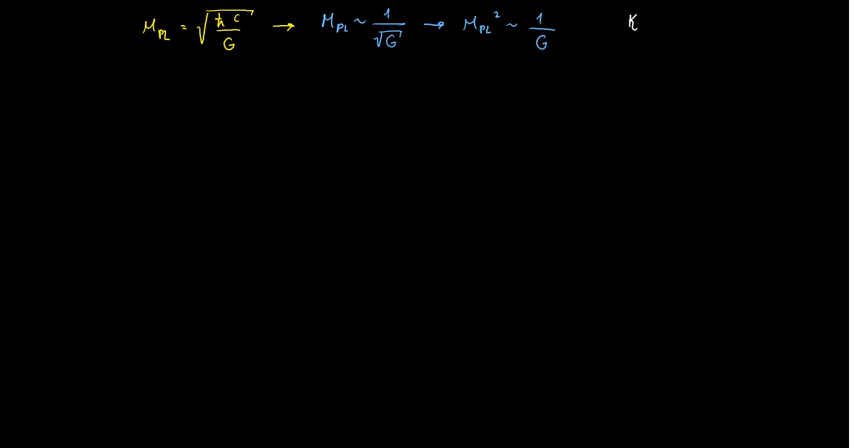 M_PL = √(ħc/G) → M_PL ~ 1/√G → M_PL² ~ 1/G K